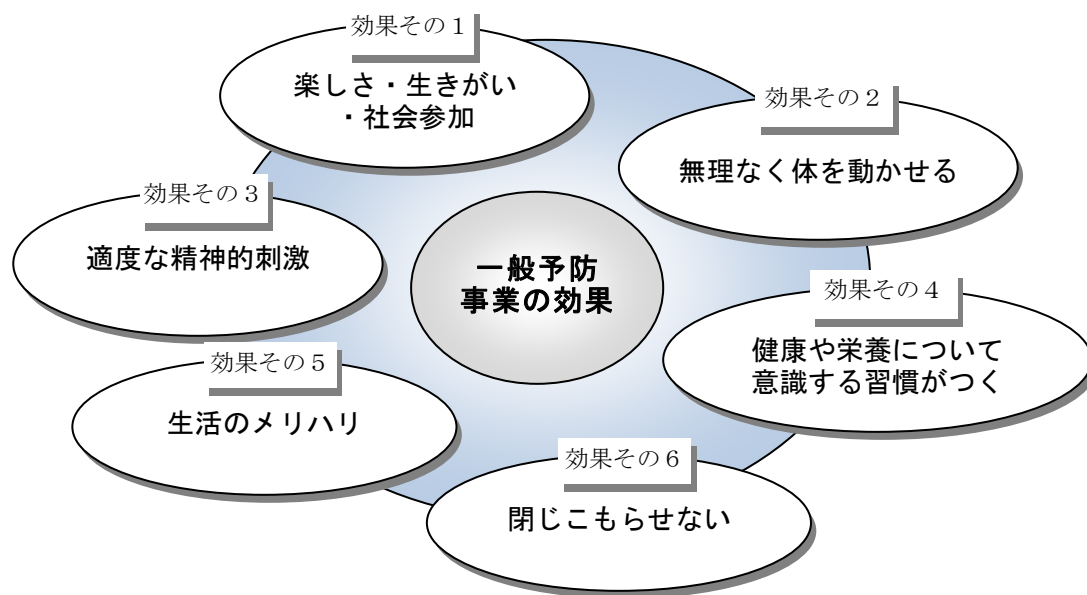 効果その１
楽しさ・生きがい
・社会参加
効果その２
無理なく体を動かせる
効果その３
適度な精神的刺激
一般予防
事業の効果
効果その４
健康や栄養について
意識する習慣がつく
効果その５
生活のメリハリ
効果その６
閉じこもらせない